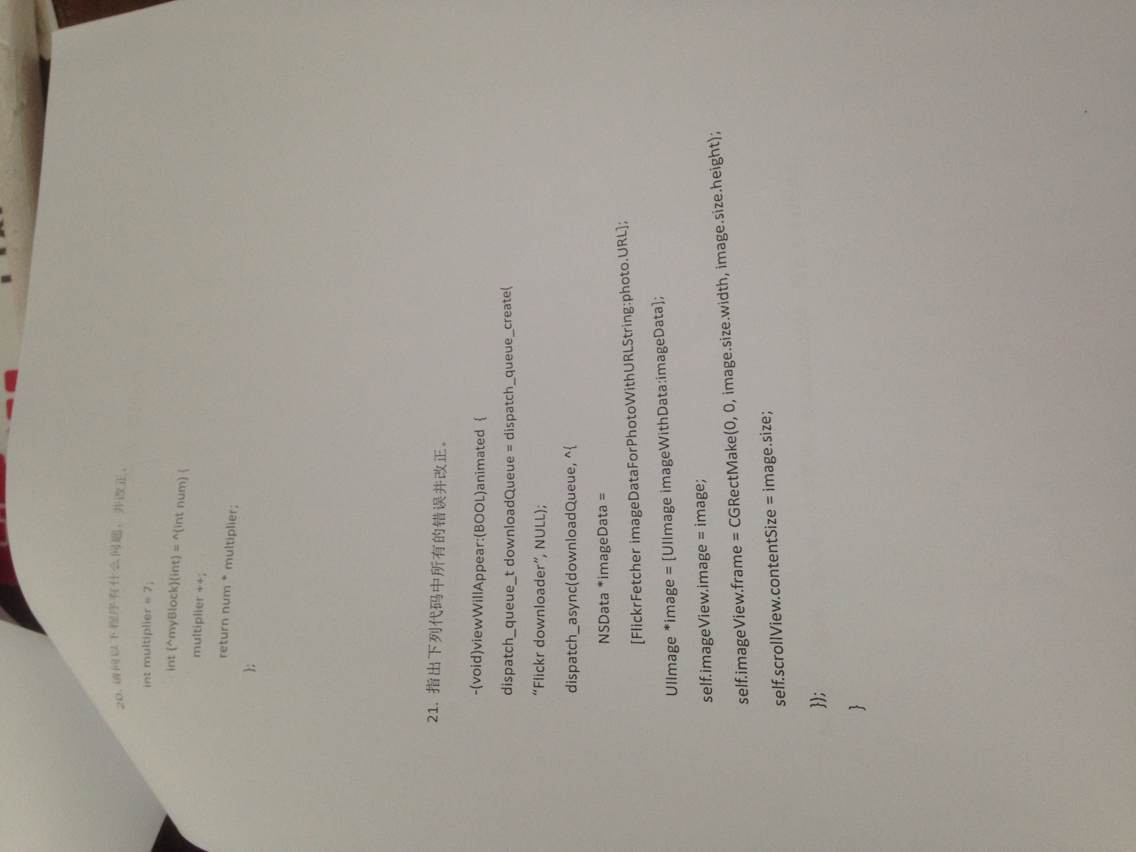 20. 请问以下程序有什么问题，并改正。
int multiplier = 7;
int (^myBlock)(int) = ^(int num) {
multiplier ++;
return num * multiplier;
};
21. 指出下列代码中所有的错误并改正。
-(void)viewWillAppear:(BOOL)animated {
dispatch_queue_t downloadQueue = dispatch_queue_create(
“Flickr downloader”, NULL);
dispatch_async(downloadQueue, ^{
NSData *imageData =
[FlickrFetcher imageDataForPhotoWithURLString:photo.URL];
UIImage *image = [UIImage imageWithData:imageData];
self.imageView.image = image;
self.imageView.frame = CGRectMake(0, 0, image.size.width, image.size.height);
self.scrollView.contentSize = image.size;
});
}